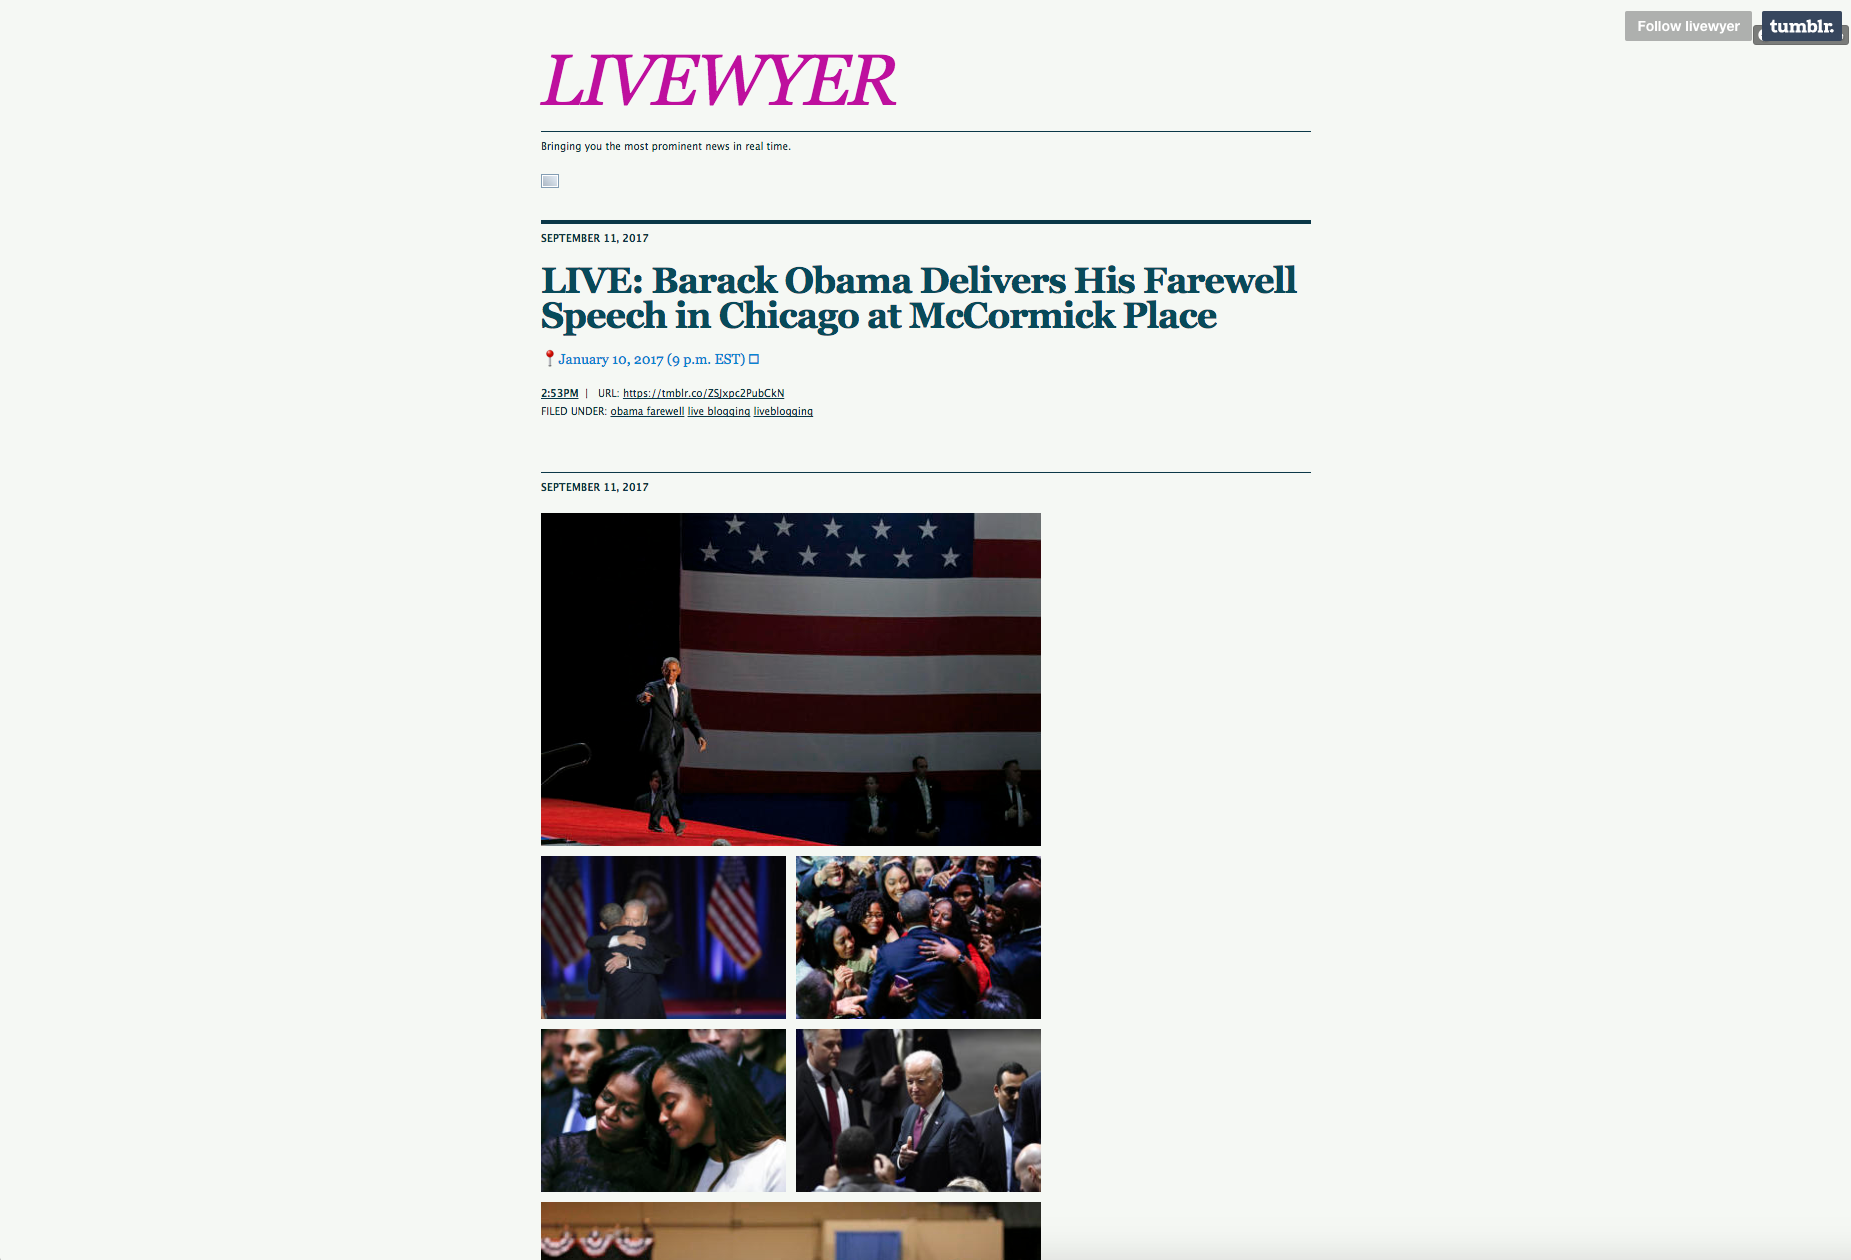 Follow livewyer
tumblr.
LIVEWYER
Bringing you the most prominent news in real time.
SEPTEMBER 11, 2017
LIVE: Barack Obama Delivers His Farewell
Speech in Chicago at McCormick Place
📍January 10, 2017 (9 p.m. EST)
2:53PM | URL: https://tmblr.co/ZSJxpc2PubCkN
FILED UNDER: obama farewell live blogging liveblogging
SEPTEMBER 11, 2017